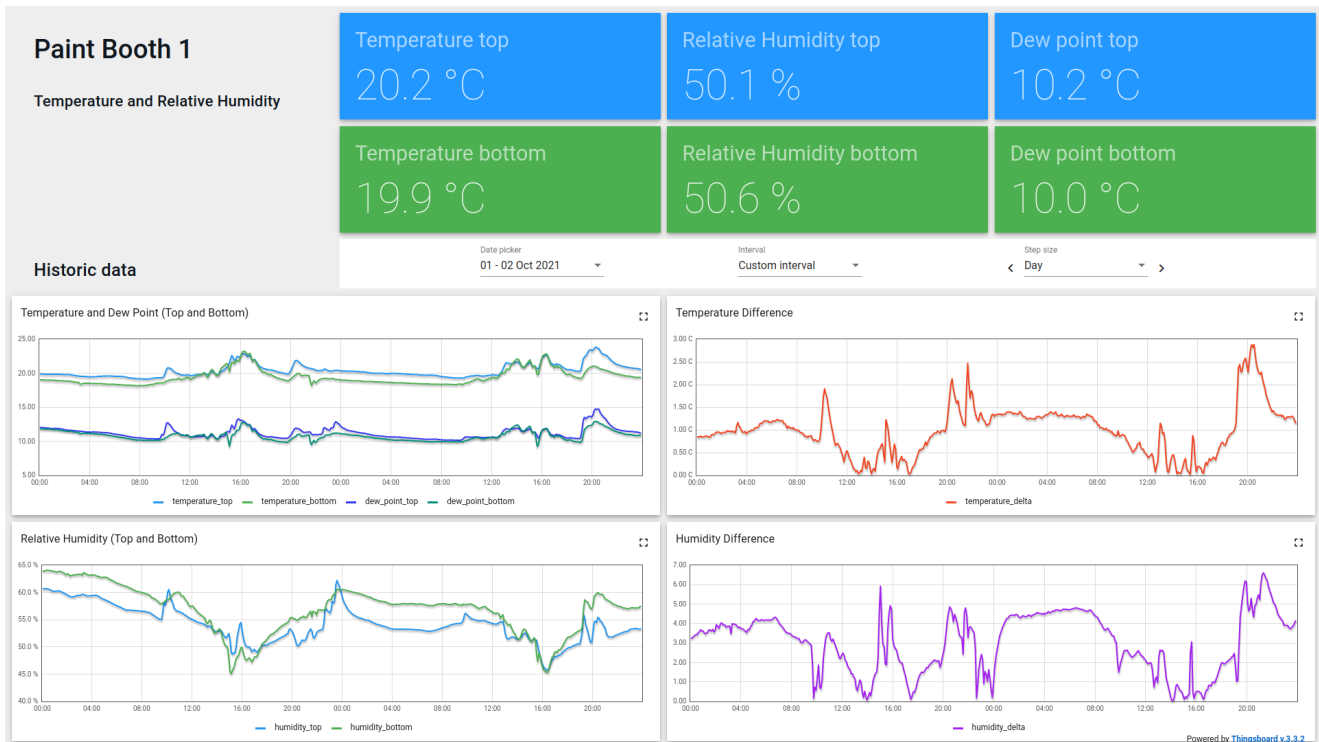 Paint Booth 1
Temperature and Relative Humidity
Temperature top
20.2 °C
Relative Humidity top
50.1 %
Dew point top
10.2 °C
Temperature bottom
19.9 °C
Relative Humidity bottom
50.6 %
Dew point bottom
10.0 °C
Historic data
Date picker
01 - 02 Oct 2021
Interval
Custom interval
Step size
Day
Temperature and Dew Point (Top and Bottom)
25.00
20.00
15.00
10.00
5.00
00:00 04:00 08:00 12:00 16:00 20:00 00:00 04:00 08:00 12:00 16:00 20:00
temperature_top temperature_bottom dew_point_top dew_point_bottom
Temperature Difference
3.00 C
2.50 C
2.00 C
1.50 C
1.00 C
0.50 C
0.00 C
00:00 04:00 08:00 12:00 16:00 20:00 00:00 04:00 08:00 12:00 16:00 20:00
temperature_delta
Relative Humidity (Top and Bottom)
65.0 %
60.0 %
55.0 %
50.0 %
45.0 %
40.0 %
00:00 04:00 08:00 12:00 16:00 20:00 00:00 04:00 08:00 12:00 16:00 20:00
humidity_top humidity_bottom
Humidity Difference
7.00
6.00
5.00
4.00
3.00
2.00
1.00
0.00
00:00 04:00 08:00 12:00 16:00 20:00 00:00 04:00 08:00 12:00 16:00 20:00
humidity_delta
Powered by Thingsboard v.3.3.2